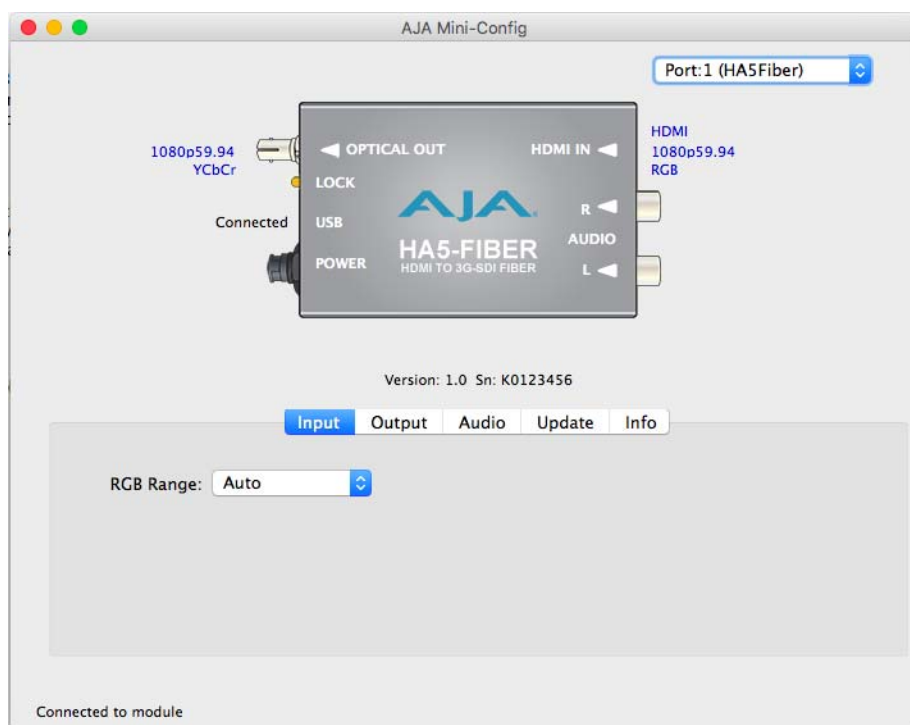 AJA Mini-Config
Port:1 (HA5Fiber)
1080p59.94
YCbCr
OPTICAL OUT
HDMI IN
HDMI
1080p59.94
RGB
LOCK
AJA
R
Connected
USB
AUDIO
HA5-FIBER
HDMI TO 3G-SDI FIBER
POWER
L
Version: 1.0 Sn: K0123456
Input Output Audio Update Info
RGB Range: Auto
Connected to module